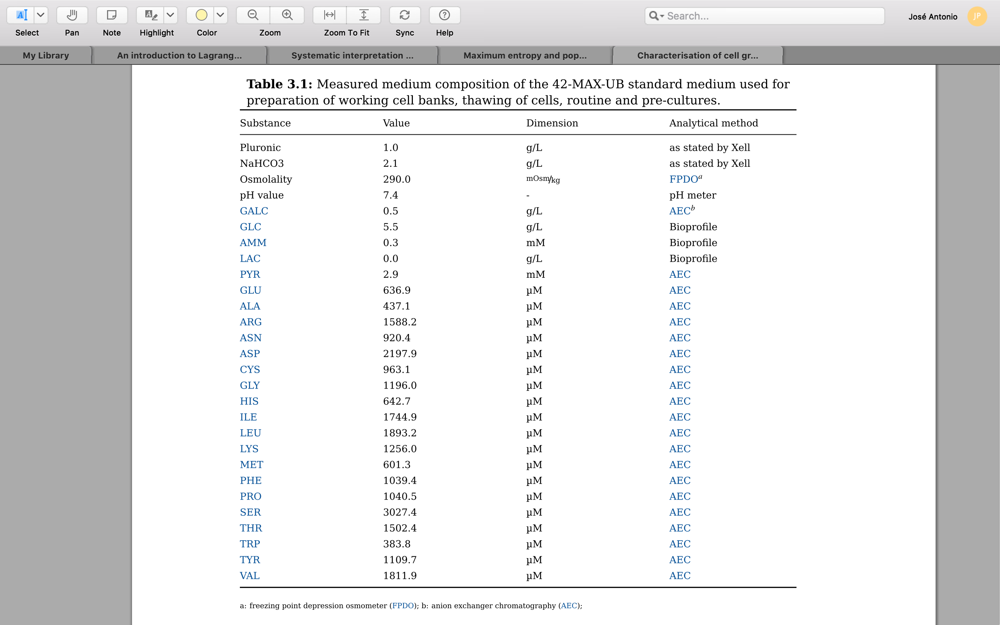 Select
Pan
Note
Highlight
Color
Zoom
Zoom To Fit
Sync
Help
Search...
José Antonio
JP
My Library
An introduction to Lagrang...
Systematic interpretation ...
Maximum entropy and pop...
Characterisation of cell gr...
Table 3.1: Measured medium composition of the 42-MAX-UB standard medium used for
preparation of working cell banks, thawing of cells, routine and pre-cultures.
Substance Value Dimension Analytical method
Pluronic 1.0 g/L as stated by Xell
NaHCO3 2.1 g/L as stated by Xell
Osmolality 290.0 mOsm/kg FPDOa
pH value 7.4 - pH meter
GALC 0.5 g/L AECb
GLC 5.5 g/L Bioprofile
AMM 0.3 mM Bioprofile
LAC 0.0 g/L Bioprofile
PYR 2.9 mM AEC
GLU 636.9 µM AEC
ALA 437.1 µM AEC
ARG 1588.2 µM AEC
ASN 920.4 µM AEC
ASP 2197.9 µM AEC
CYS 963.1 µM AEC
GLY 1196.0 µM AEC
HIS 642.7 µM AEC
ILE 1744.9 µM AEC
LEU 1893.2 µM AEC
LYS 1256.0 µM AEC
MET 601.3 µM AEC
PHE 1039.4 µM AEC
PRO 1040.5 µM AEC
SER 3027.4 µM AEC
THR 1502.4 µM AEC
TRP 383.8 µM AEC
TYR 1109.7 µM AEC
VAL 1811.9 µM AEC
a: freezing point depression osmometer (FPDO); b: anion exchanger chromatography (AEC);